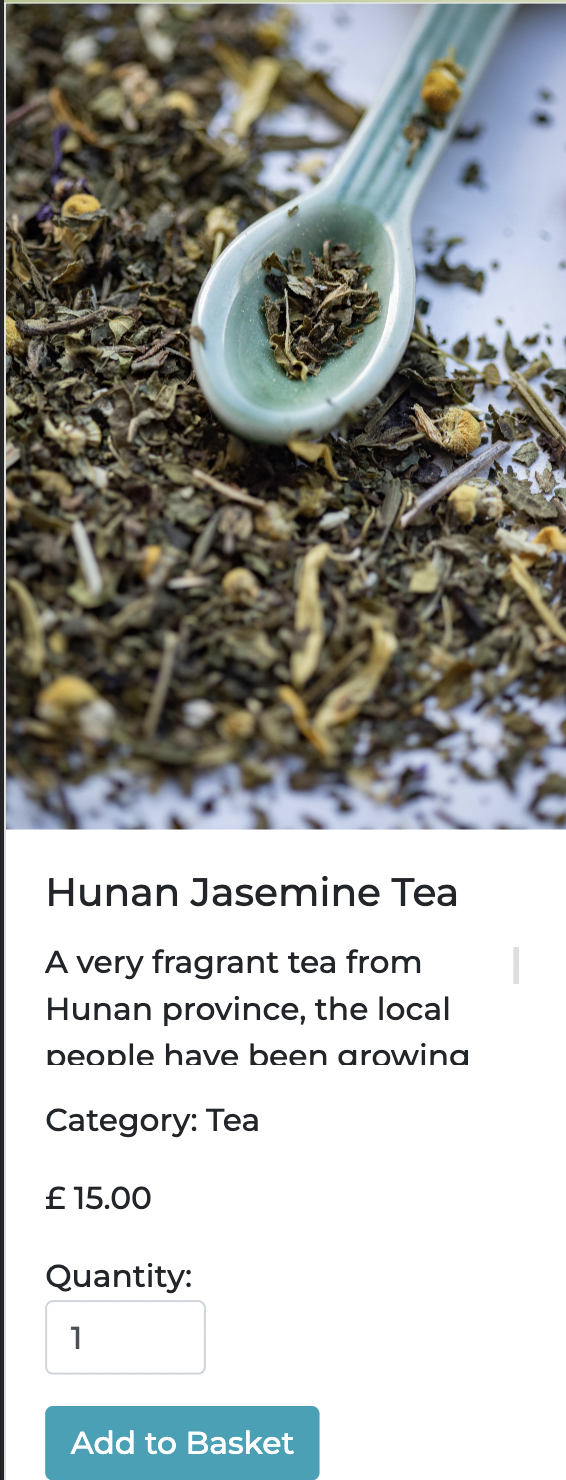 Hunan Jasemine Tea
A very fragrant tea from
Hunan province, the local
people have been growing
Category: Tea
£ 15.00
Quantity:
1
Add to Basket